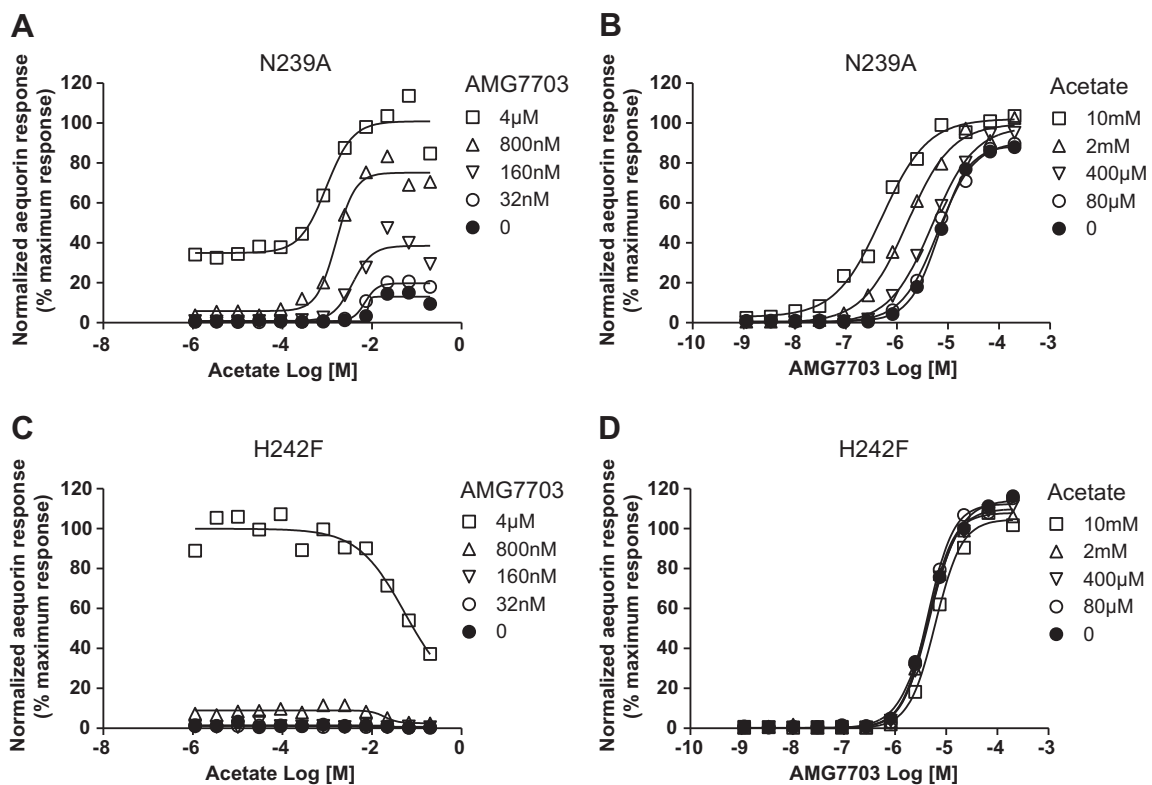 A
N239A
Normalized aequorin response
(% maximum response)
120
100
80
60
40
20
0
-8
-6
-4
-2
0
Acetate Log [M]
AMG7703
4µM
800nM
160nM
32nM
0
B
N239A
Normalized aequorin response
(% maximum response)
120
100
80
60
40
20
0
-10
-9
-8
-7
-6
-5
-4
-3
AMG7703 Log [M]
Acetate
10mM
2mM
400µM
80µM
0
C
H242F
Normalized aequorin response
(% maximum response)
120
100
80
60
40
20
0
-8
-6
-4
-2
0
Acetate Log [M]
AMG7703
4µM
800nM
160nM
32nM
0
D
H242F
Normalized aequorin response
(% maximum response)
120
100
80
60
40
20
0
-10
-9
-8
-7
-6
-5
-4
-3
AMG7703 Log [M]
Acetate
10mM
2mM
400µM
80µM
0